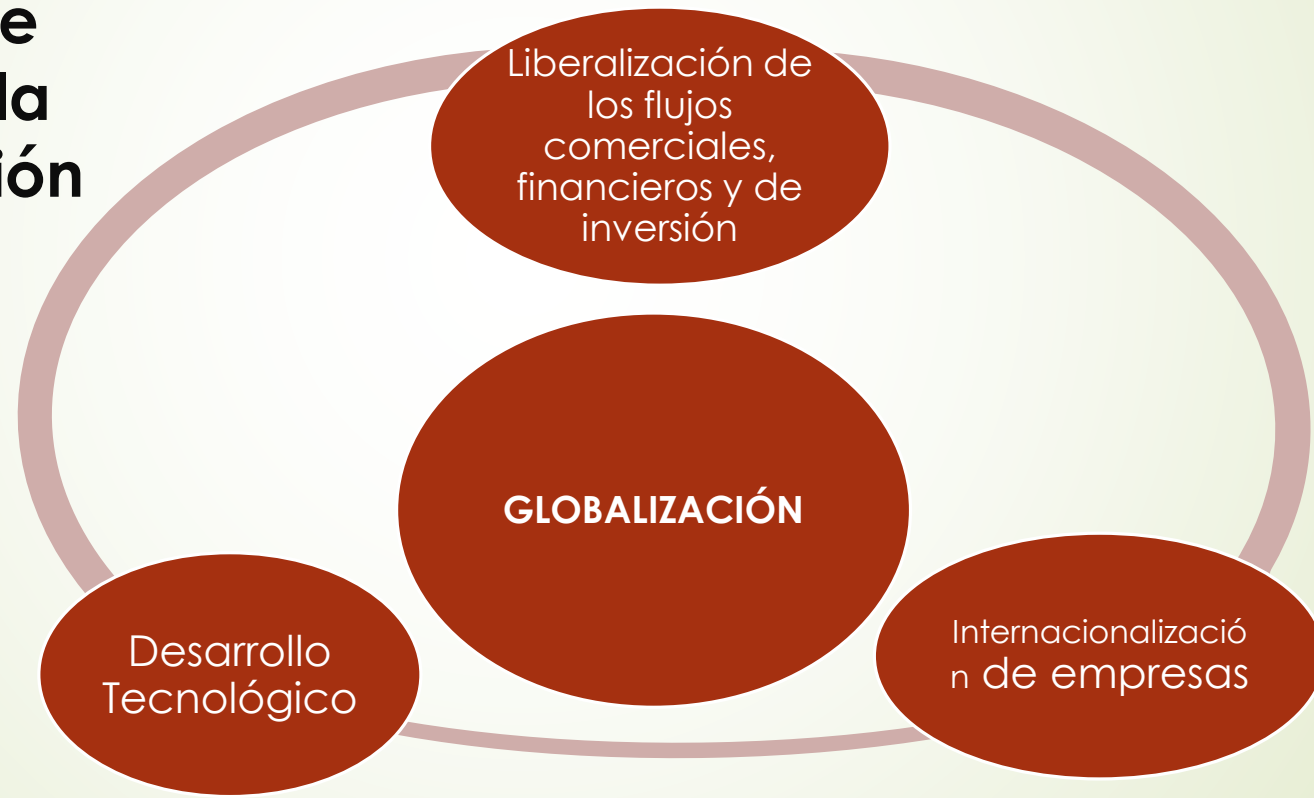 e
la
ión
Liberalización de
los flujos
comerciales,
financieros y de
inversión
GLOBALIZACIÓN
Desarrollo
Tecnológico
Internacionalizació
n de empresas